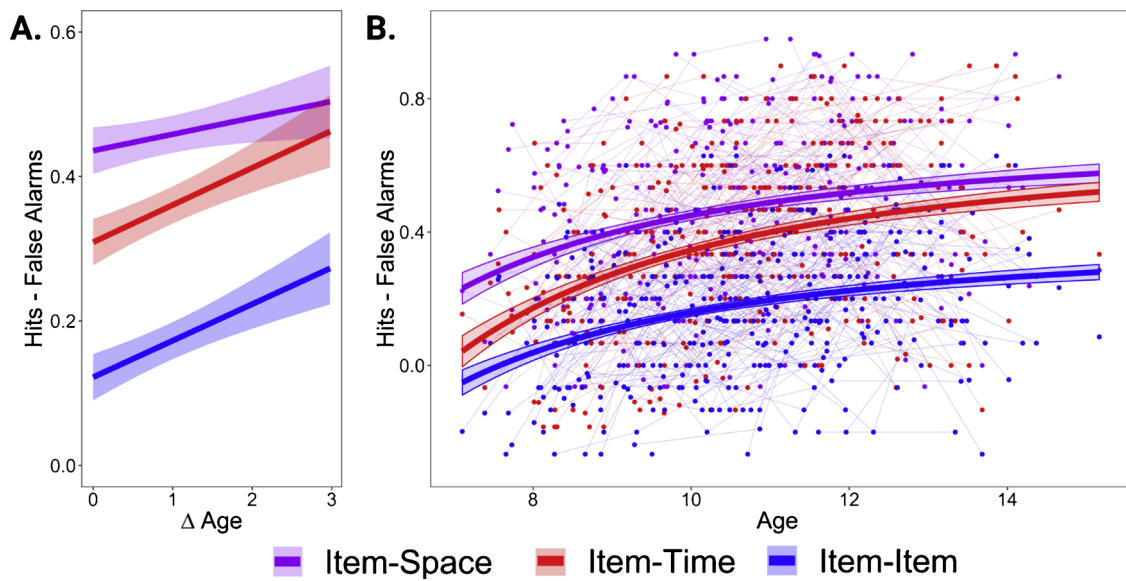 A.
B.
Hits - False Alarms
0.6
0.4
0.2
0.0
0 1 2 3
Δ Age
Hits - False Alarms
0.8
0.4
0.0
8 10 12 14
Age
Item-Space Item-Time Item-Item